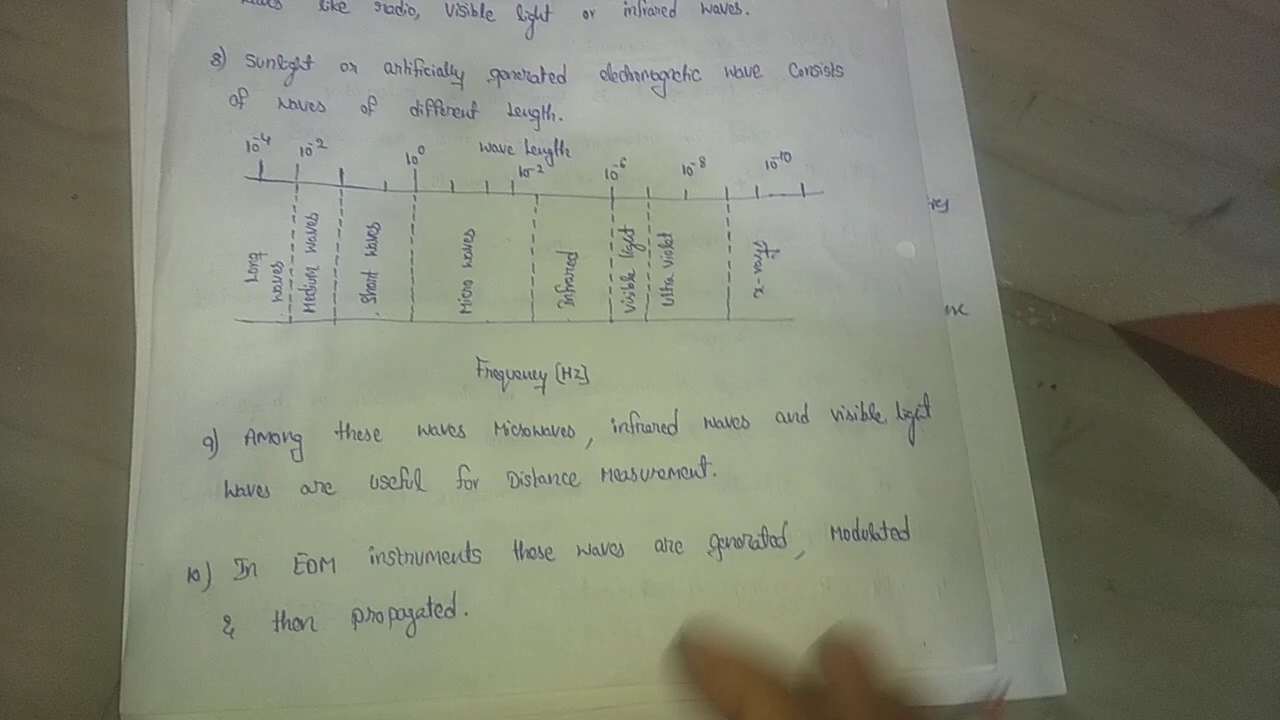 like radio, visible light or infrared waves.
8) Sunlight or artificially generated electromagnetic wave consists
of waves of different length.
wave length
10⁻⁴ 10⁻² 10⁰ 10⁻² 10⁻⁶ 10⁻⁸ 10⁻¹⁰
Long waves
Medium waves
Short waves
Micro waves
Infrared
Visible light
Ultra violet
x-rays
Frequency [HZ]
9) Among these waves Microwaves, infrared waves and visible light
waves are useful for Distance measurement.
10) In EDM instruments these waves are generated, Modulated
& then propagated.